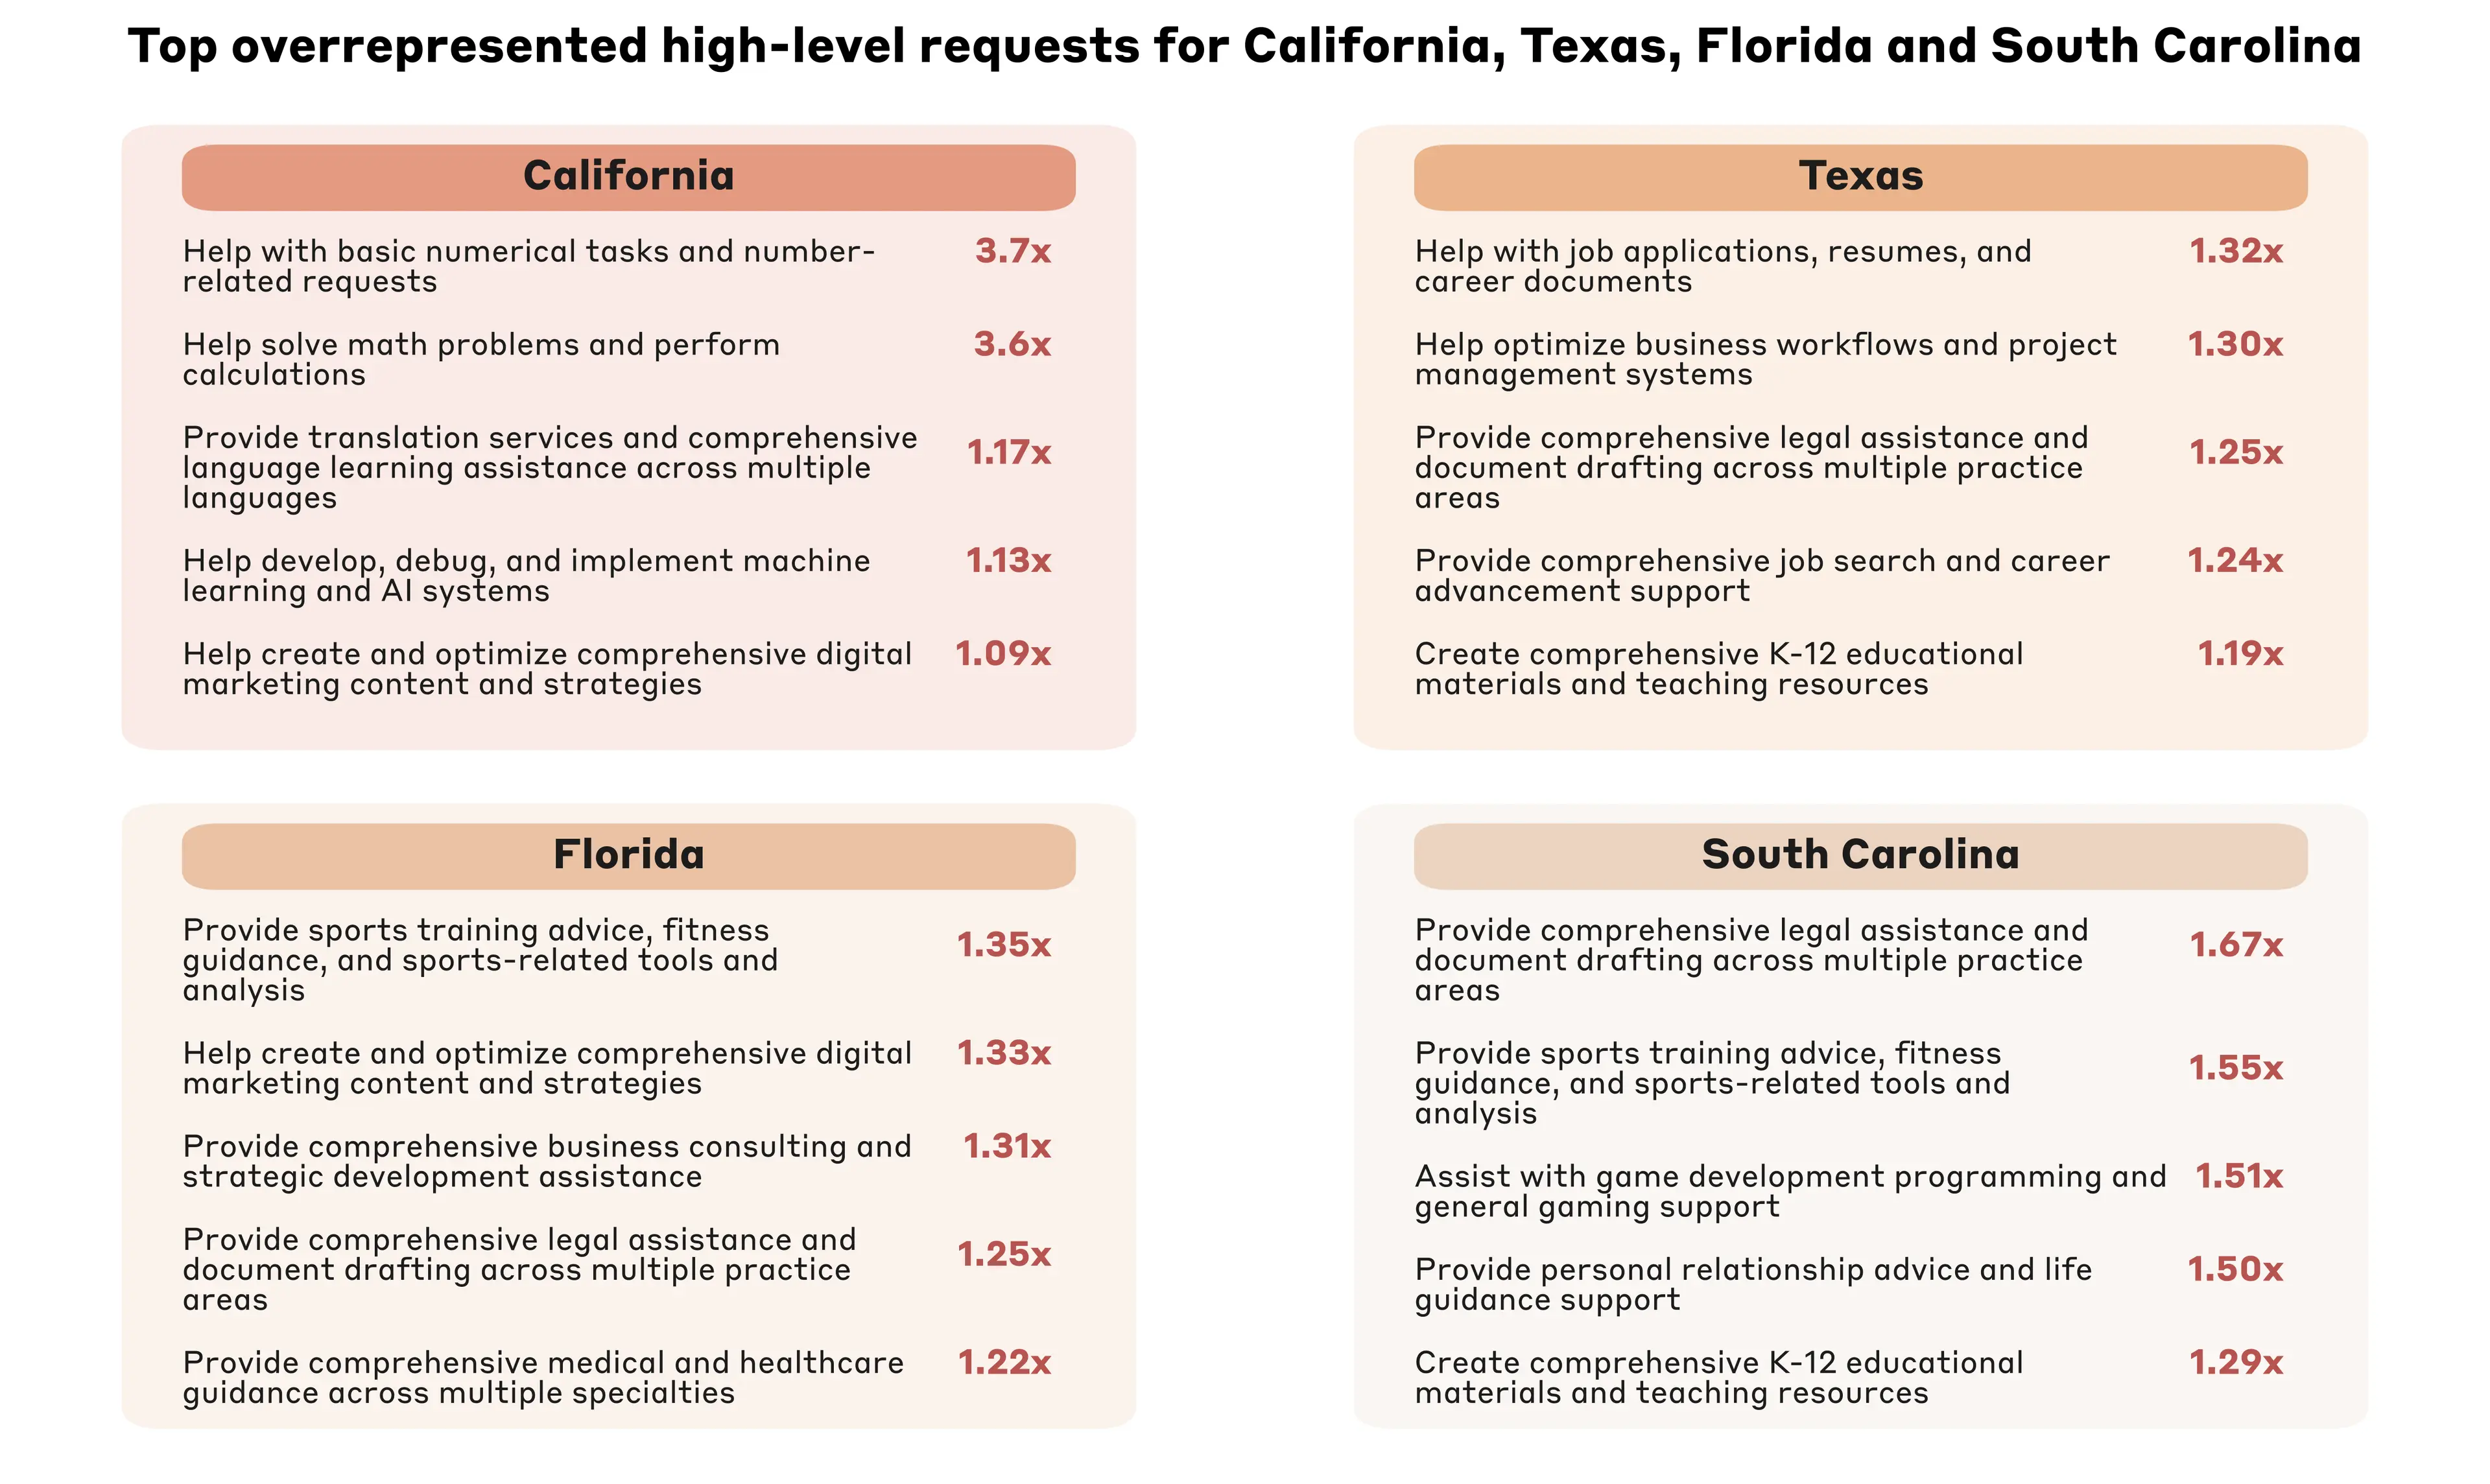 Top overrepresented high-level requests for California, Texas, Florida and South Carolina
California
Help with basic numerical tasks and number-
related requests
3.7x
Help solve math problems and perform
calculations
3.6x
Provide translation services and comprehensive
language learning assistance across multiple
languages
1.17x
Help develop, debug, and implement machine
learning and AI systems
1.13x
Help create and optimize comprehensive digital
marketing content and strategies
1.09x
Texas
Help with job applications, resumes, and
career documents
1.32x
Help optimize business workflows and project
management systems
1.30x
Provide comprehensive legal assistance and
document drafting across multiple practice
areas
1.25x
Provide comprehensive job search and career
advancement support
1.24x
Create comprehensive K-12 educational
materials and teaching resources
1.19x
Florida
Provide sports training advice, fitness
guidance, and sports-related tools and
analysis
1.35x
Help create and optimize comprehensive digital
marketing content and strategies
1.33x
Provide comprehensive business consulting and
strategic development assistance
1.31x
Provide comprehensive legal assistance and
document drafting across multiple practice
areas
1.25x
Provide comprehensive medical and healthcare
guidance across multiple specialties
1.22x
South Carolina
Provide comprehensive legal assistance and
document drafting across multiple practice
areas
1.67x
Provide sports training advice, fitness
guidance, and sports-related tools and
analysis
1.55x
Assist with game development programming and
general gaming support
1.51x
Provide personal relationship advice and life
guidance support
1.50x
Create comprehensive K-12 educational
materials and teaching resources
1.29x